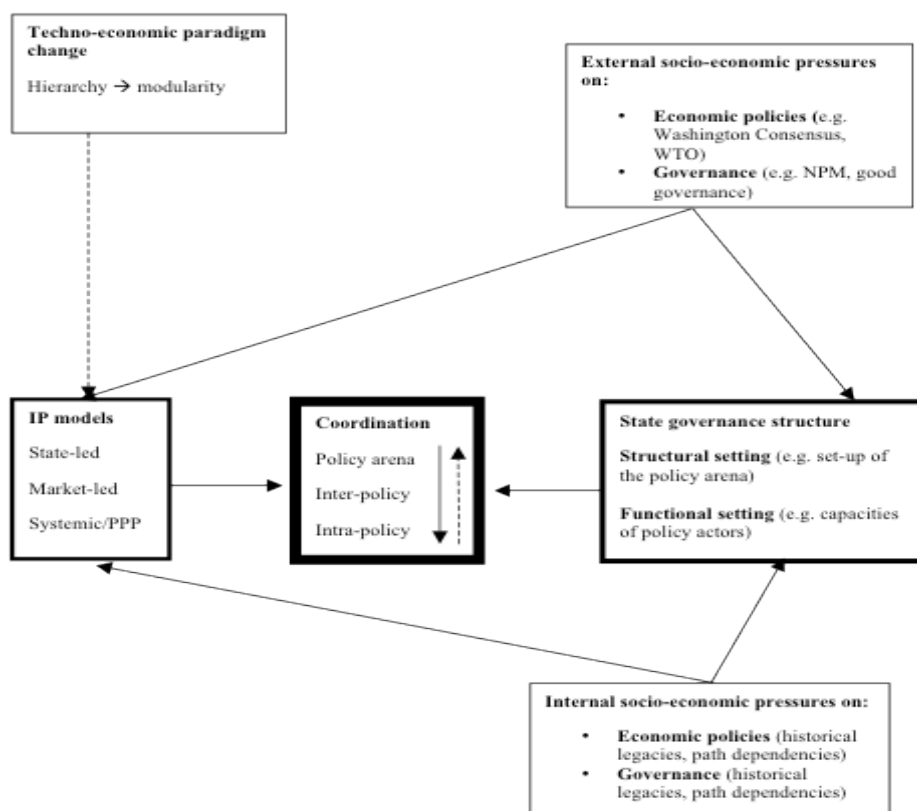 Techno-economic paradigm
change
Hierarchy → modularity
External socio-economic pressures
on:
• Economic policies (e.g.
Washington Consensus,
WTO)
• Governance (e.g. NPM, good
governance)
IP models
State-led
Market-led
Systemic/PPP
Coordination
Policy arena
Inter-policy
Intra-policy
State governance structure
Structural setting (e.g. set-up of
the policy arena)
Functional setting (e.g. capacities
of policy actors)
Internal socio-economic pressures on:
• Economic policies (historical
legacies, path dependencies)
• Governance (historical
legacies, path dependencies)